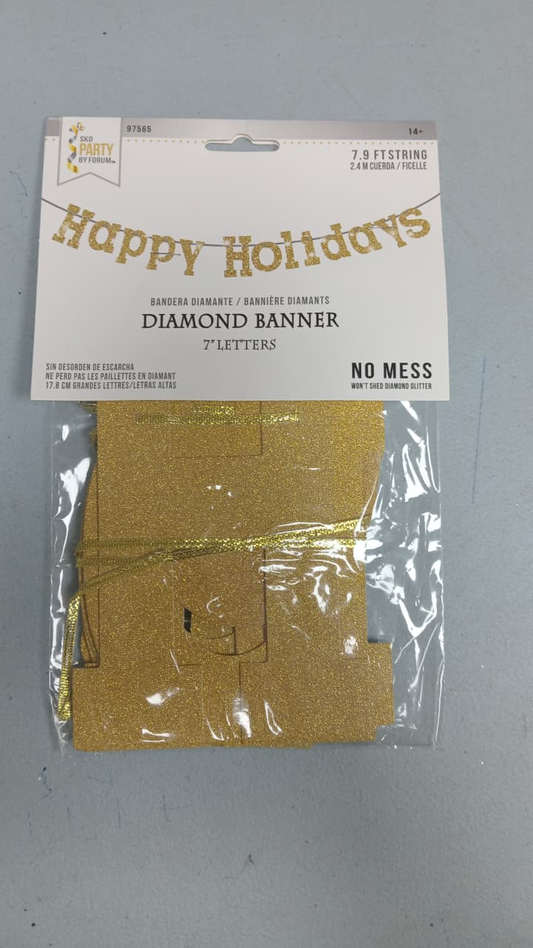 97565
14+
SKD
PARTY
BY FORUM™
7.9 FT STRING
2.4 M CUERDA / FICELLE
Happy Holidays
BANDERA DIAMANTE / BANNIÈRE DIAMANTS
DIAMOND BANNER
7" LETTERS
SIN DESORDEN DE ESCARCHA
NE PERD PAS LES PAILLETTES EN DIAMANT
17.8 CM GRANDES LETTRES/LETRAS ALTAS
NO MESS
WON'T SHED DIAMOND GLITTER